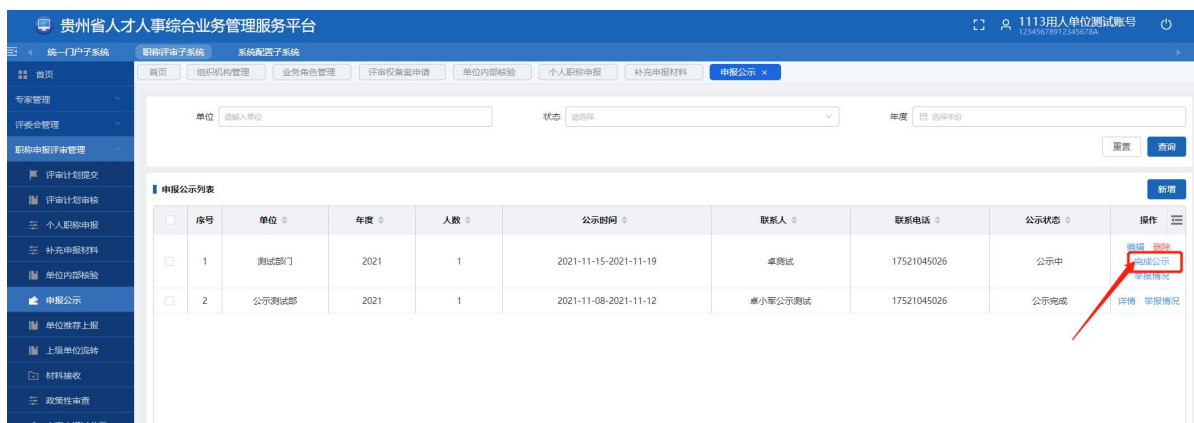 贵州省人才人事综合业务管理服务平台
1113用人单位测试账号
12345678912345678A
统一门户子系统 职称评审子系统 系统配置子系统
首页
专家管理
评委会管理
职称申报评审管理
评审计划提交
评审计划审核
个人职称申报
补充申报材料
单位内部核验
申报公示
单位推荐上报
上级单位流转
材料接收
政策性审查
首页 组织机构管理 业务角色管理 评审权备案申请 单位内部核验 个人职称申报 补充申报材料 申报公示 ×
单位 请输入单位 状态 请选择 年度 选择年份
重置 查询
申报公示列表 新增
序号 单位 年度 人数 公示时间 联系人 联系电话 公示状态 操作
1 测试部门 2021 1 2021-11-15-2021-11-19 卓测试 17521045026 公示中 编辑 删除
完成公示
举报情况
2 公示测试部 2021 1 2021-11-08-2021-11-12 卓小军公示测试 17521045026 公示完成 详情 举报情况